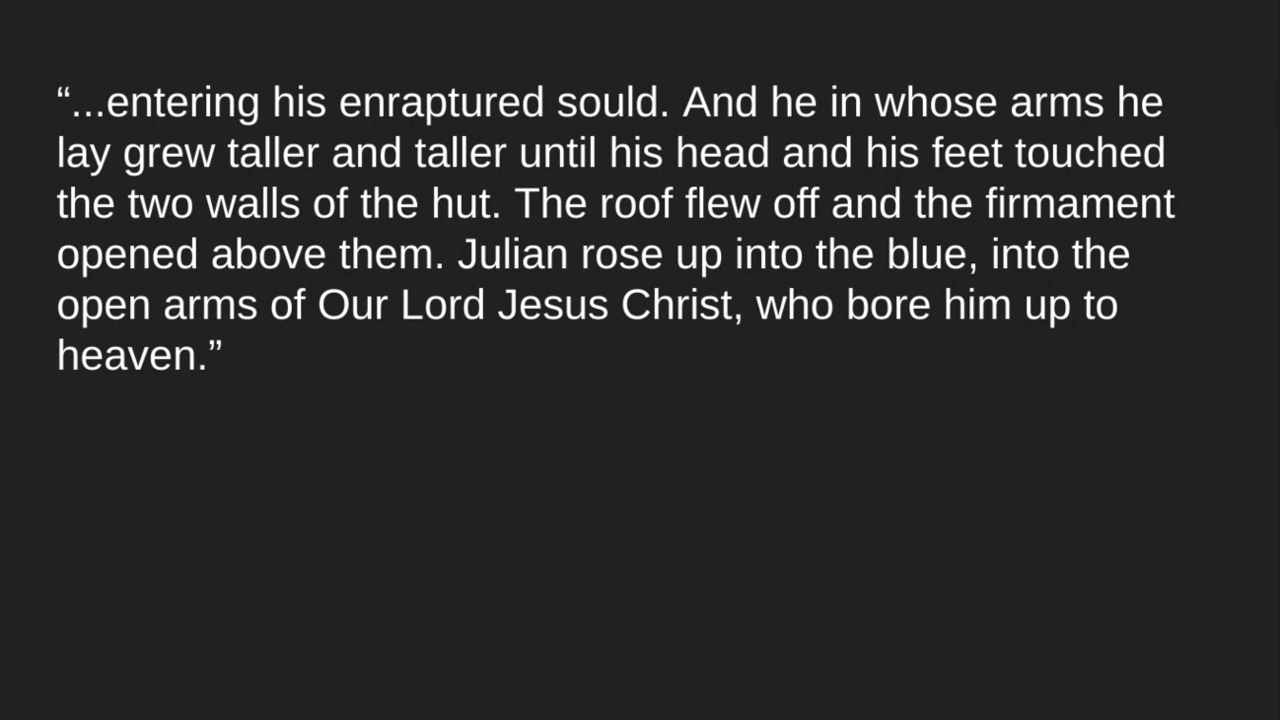 “...entering his enraptured sould. And he in whose arms he
lay grew taller and taller until his head and his feet touched
the two walls of the hut. The roof flew off and the firmament
opened above them. Julian rose up into the blue, into the
open arms of Our Lord Jesus Christ, who bore him up to
heaven.”